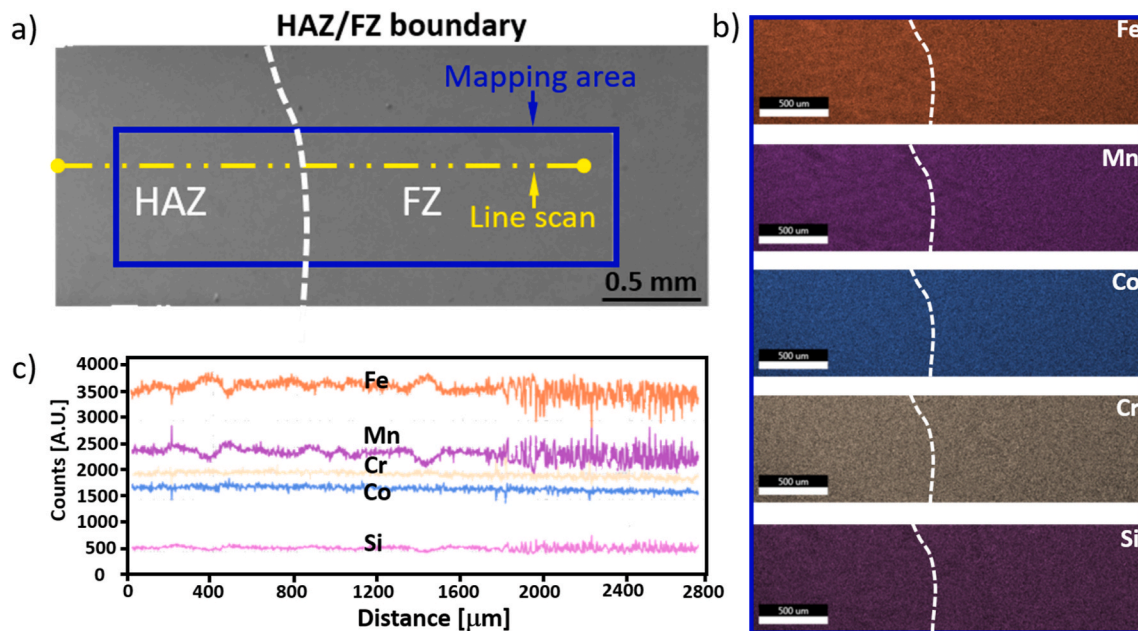 a)
HAZ/FZ boundary
Mapping area
HAZ
FZ
Line scan
0.5 mm
b)
Fe
500 um
Mn
500 um
Co
500 um
Cr
500 um
Si
500 um
c)
Counts [A.U.]
4000
3500
3000
2500
2000
1500
1000
500
0
Fe
Mn
Cr
Co
Si
0
400
800
1200
1600
2000
2400
2800
Distance [μm]